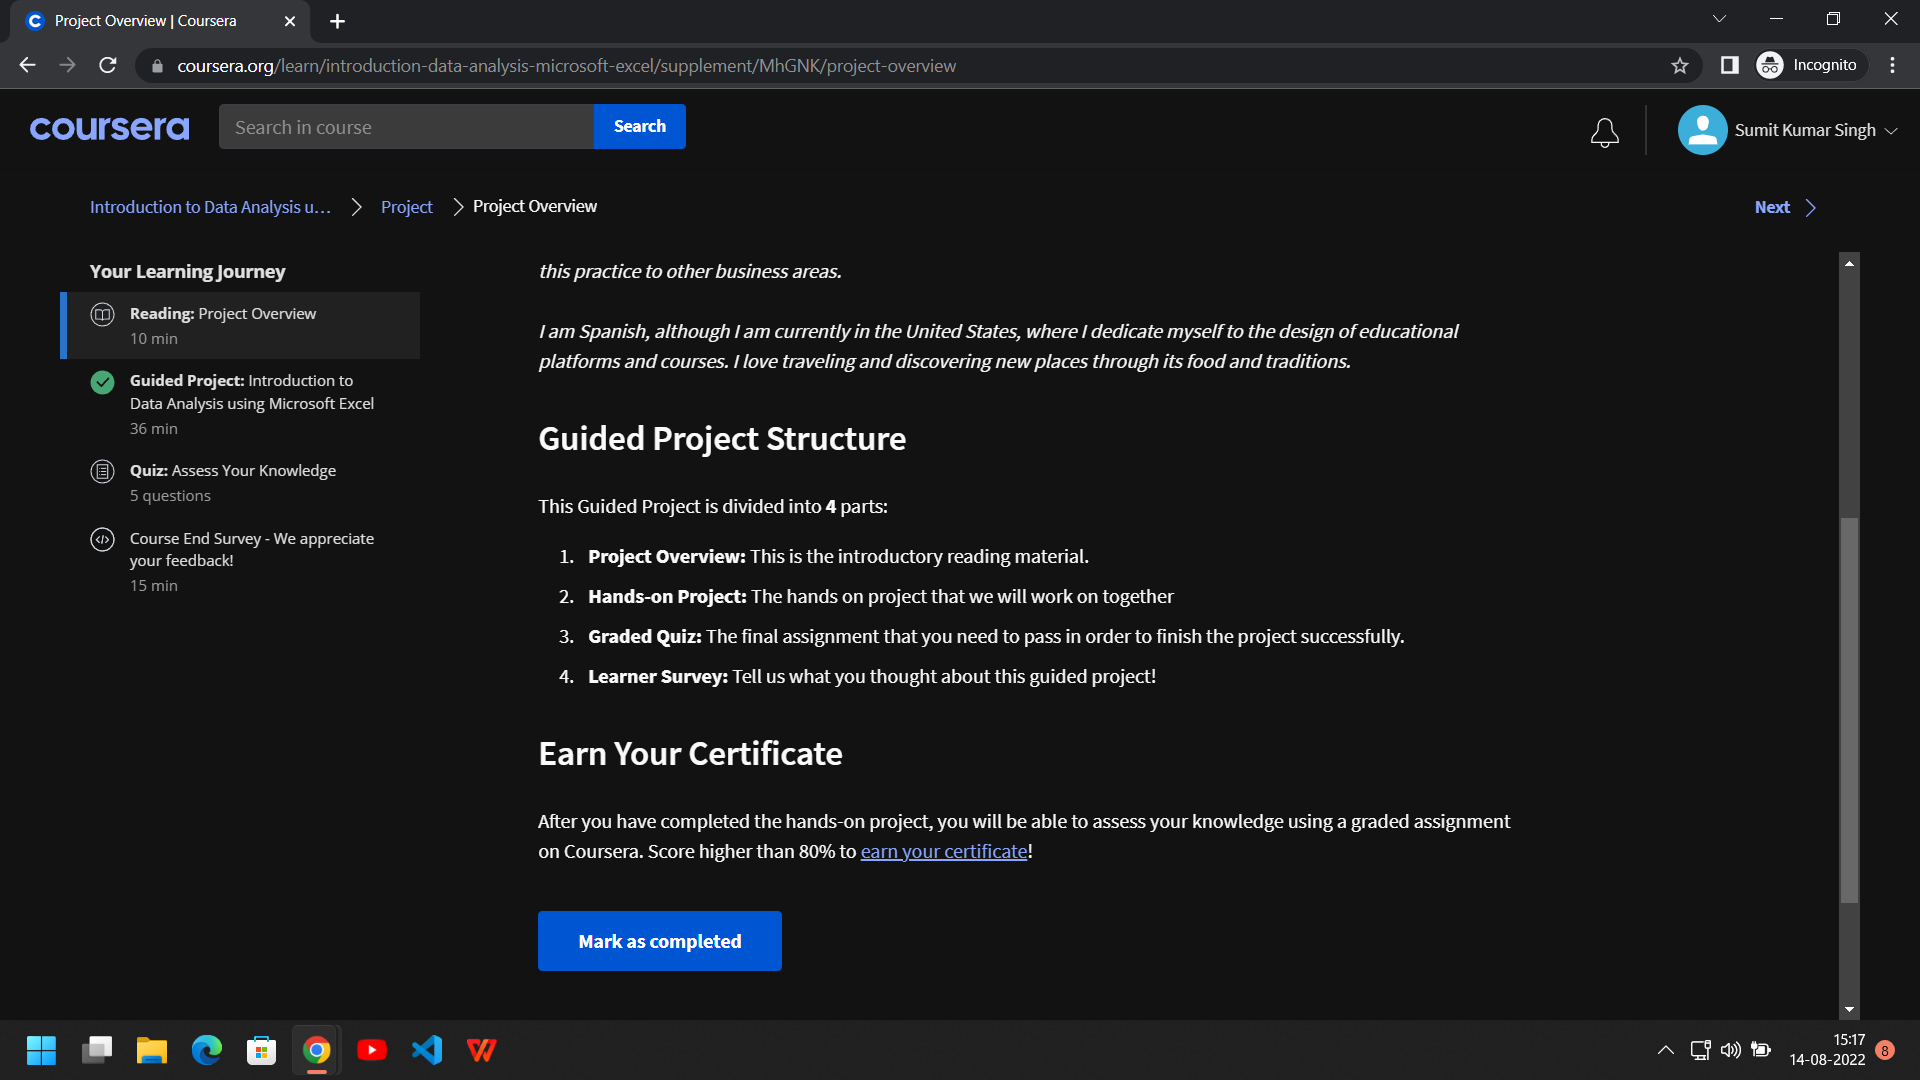 Project Overview | Coursera
coursera.org/learn/introduction-data-analysis-microsoft-excel/supplement/MhGNK/project-overview
Incognito
coursera
Search in course
Search
Sumit Kumar Singh
Introduction to Data Analysis u...
Project
Project Overview
Next
Your Learning Journey
Reading: Project Overview
10 min
Guided Project: Introduction to
Data Analysis using Microsoft Excel
36 min
Quiz: Assess Your Knowledge
5 questions
Course End Survey - We appreciate
your feedback!
15 min
this practice to other business areas.
I am Spanish, although I am currently in the United States, where I dedicate myself to the design of educational
platforms and courses. I love traveling and discovering new places through its food and traditions.
Guided Project Structure
This Guided Project is divided into 4 parts:
1. Project Overview: This is the introductory reading material.
2. Hands-on Project: The hands on project that we will work on together
3. Graded Quiz: The final assignment that you need to pass in order to finish the project successfully.
4. Learner Survey: Tell us what you thought about this guided project!
Earn Your Certificate
After you have completed the hands-on project, you will be able to assess your knowledge using a graded assignment
on Coursera. Score higher than 80% to earn your certificate!
Mark as completed
15:17
14-08-2022
8